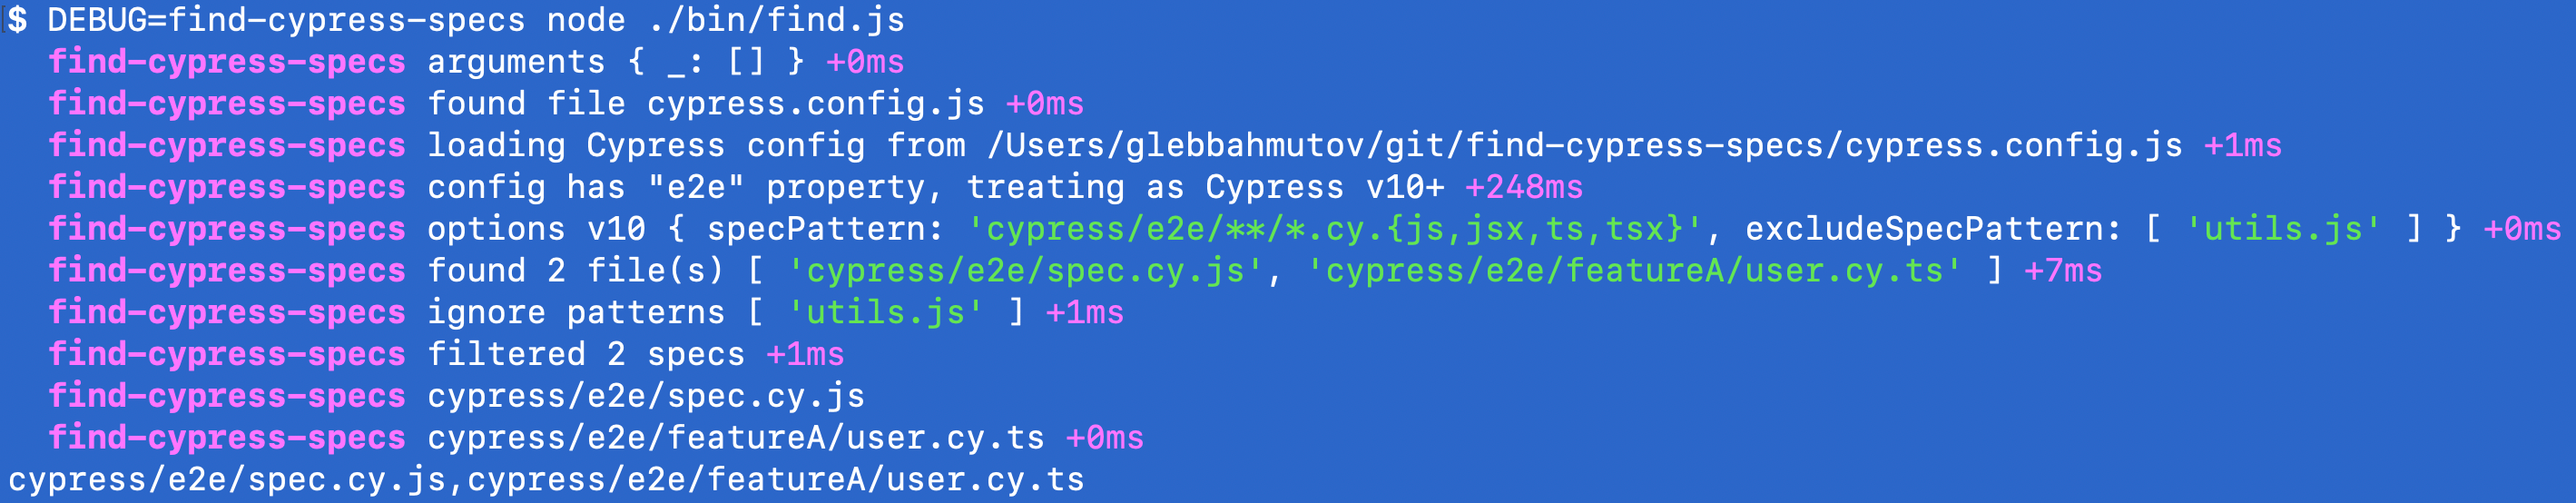 $ DEBUG=find-cypress-specs node ./bin/find.js
find-cypress-specs arguments { _: [] } +0ms
find-cypress-specs found file cypress.config.js +0ms
find-cypress-specs loading Cypress config from /Users/glebbahmutov/git/find-cypress-specs/cypress.config.js +1ms
find-cypress-specs config has "e2e" property, treating as Cypress v10+ +248ms
find-cypress-specs options v10 { specPattern: 'cypress/e2e/**/*.cy.{js,jsx,ts,tsx}', excludeSpecPattern: [ 'utils.js' ] } +0ms
find-cypress-specs found 2 file(s) [ 'cypress/e2e/spec.cy.js', 'cypress/e2e/featureA/user.cy.ts' ] +7ms
find-cypress-specs ignore patterns [ 'utils.js' ] +1ms
find-cypress-specs filtered 2 specs +1ms
find-cypress-specs cypress/e2e/spec.cy.js
find-cypress-specs cypress/e2e/featureA/user.cy.ts +0ms
cypress/e2e/spec.cy.js,cypress/e2e/featureA/user.cy.ts